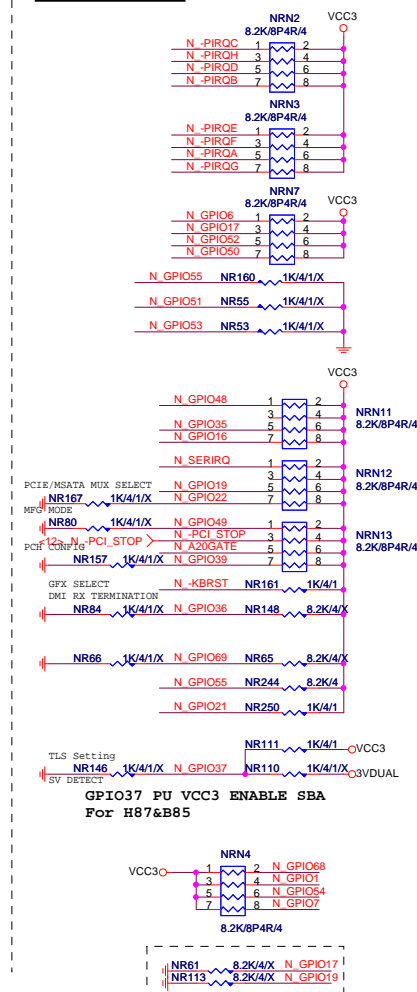 NRN2 VCC3
8.2K/8P4R/4
N_-PIRQC 1 2
N_-PIRQH 3 4
N_-PIRQD 5 6
N_-PIRQB 7 8
NRN3
8.2K/8P4R/4
N_-PIRQE 1 2
N_-PIRQF 3 4
N_-PIRQA 5 6
N_-PIRQG 7 8
NRN7 VCC3
8.2K/8P4R/4
N_GPIO6 1 2
N_GPIO17 3 4
N_GPIO52 5 6
N_GPIO50 7 8
N_GPIO55 NR160 1K/4/1/X
N_GPIO51 NR55 1K/4/1/X
N_GPIO53 NR53 1K/4/1/X
VCC3
N_GPIO48 1 2
3 4 NRN11
N_GPIO35 5 6 8.2K/8P4R/4
N_GPIO16 7 8
N_SERIRQ 1 2
3 4 NRN12
PCIE/MSATA MUX SELECT N_GPIO19 5 6 8.2K/8P4R/4
NR167 1K/4/1/X N_GPIO22 7 8
MFG MODE
NR80 1K/4/1/X N_GPIO49 1 2
<12> N_-PCI_STOP N_-PCI_STOP 3 4 NRN13
PCH CONFIG N_A20GATE 5 6 8.2K/8P4R/4
NR157 1K/4/1/X N_GPIO39 7 8
GFX SELECT N_-KBRST NR161 1K/4/1
DMI RX TERMINATION
NR84 1K/4/1/X N_GPIO36 NR148 8.2K/4/X
NR66 1K/4/1/X N_GPIO69 NR65 8.2K/4/X
N_GPIO55 NR244 8.2K/4
N_GPIO21 NR250 1K/4/1
NR111 1K/4/1 VCC3
TLS Setting
NR146 1K/4/1/X N_GPIO37 NR110 1K/4/1/X 3VDUAL
SV DETECT
GPIO37 PU VCC3 ENABLE SBA
For H87&B85
NRN4
VCC3 1 2 N_GPIO68
3 4 N_GPIO1
5 6 N_GPIO54
7 8 N_GPIO7
8.2K/8P4R/4
NR61 8.2K/4/X N_GPIO17
NR113 8.2K/4/X N_GPIO19